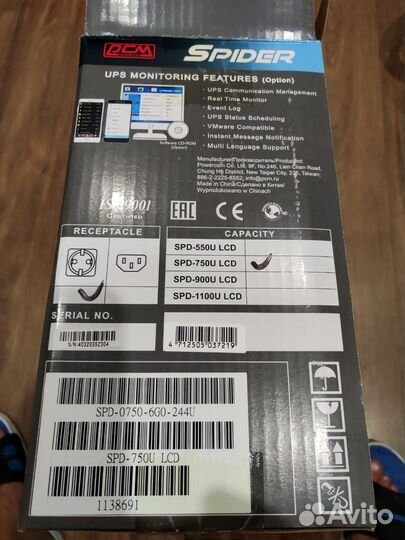 PCM
SPIDER
UPS MONITORING FEATURES (Option)
· UPS Communication Management
· Real Time Monitor
· Event Log
· UPS Status Scheduling
· VMware Compatible
· Instant Message Notification
· Multi Language Support
Software CD-ROM
(Option)
Manufacturer/Производитель/Producent:
Powercom Co. Ltd, 9F, No.246, Lien Chen Road,
Chung Ho District, New Taipei City, 235, Taiwan,
886-2-2225-8552; info@pcm.ru
Made in China/Сделано в Китае/
Wyprodukowano w Chinach
ISO 9001
CERTIFIED
EAC
CE
RECEPTACLE
CAPACITY
SPD-550U LCD
SPD-750U LCD
SPD-900U LCD
SPD-1100U LCD
SERIAL NO.
S/N:40320392304
4 712505 037219
SPD-0750-6G0-244U
SPD-750U LCD
1138691
Avito